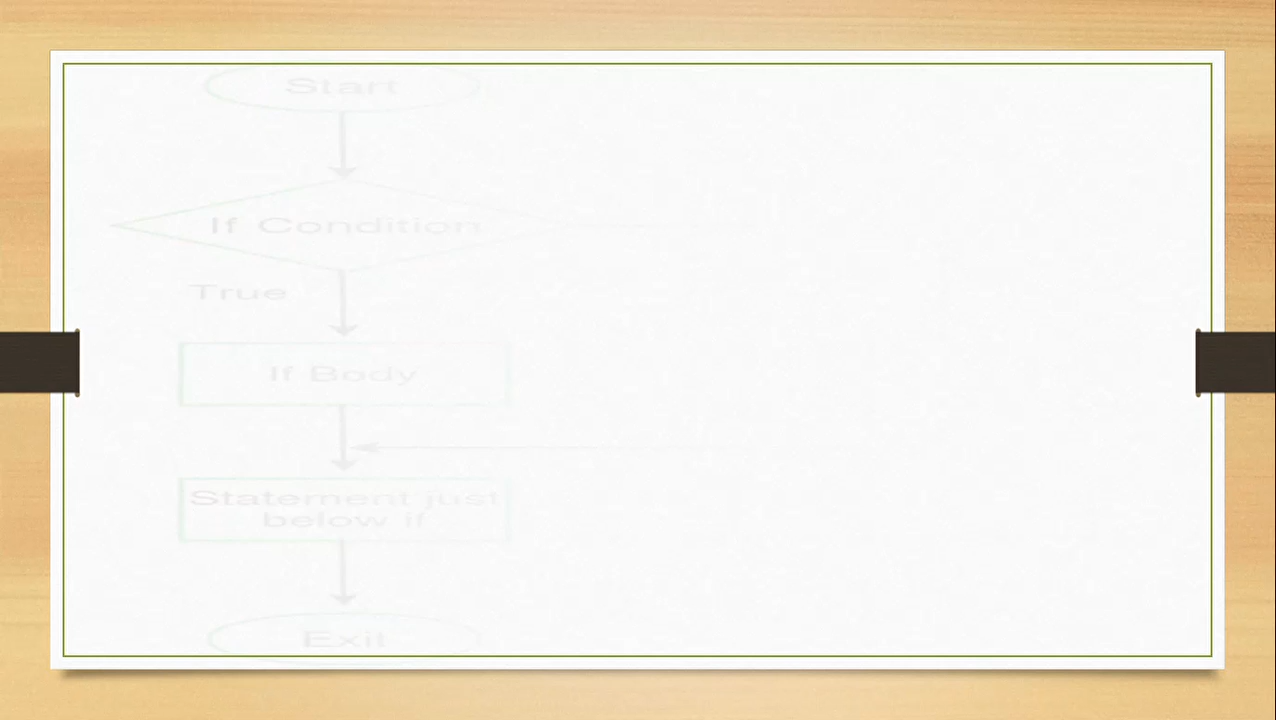 Start
If Condition
True
If Body
Statement just
below if
Exit